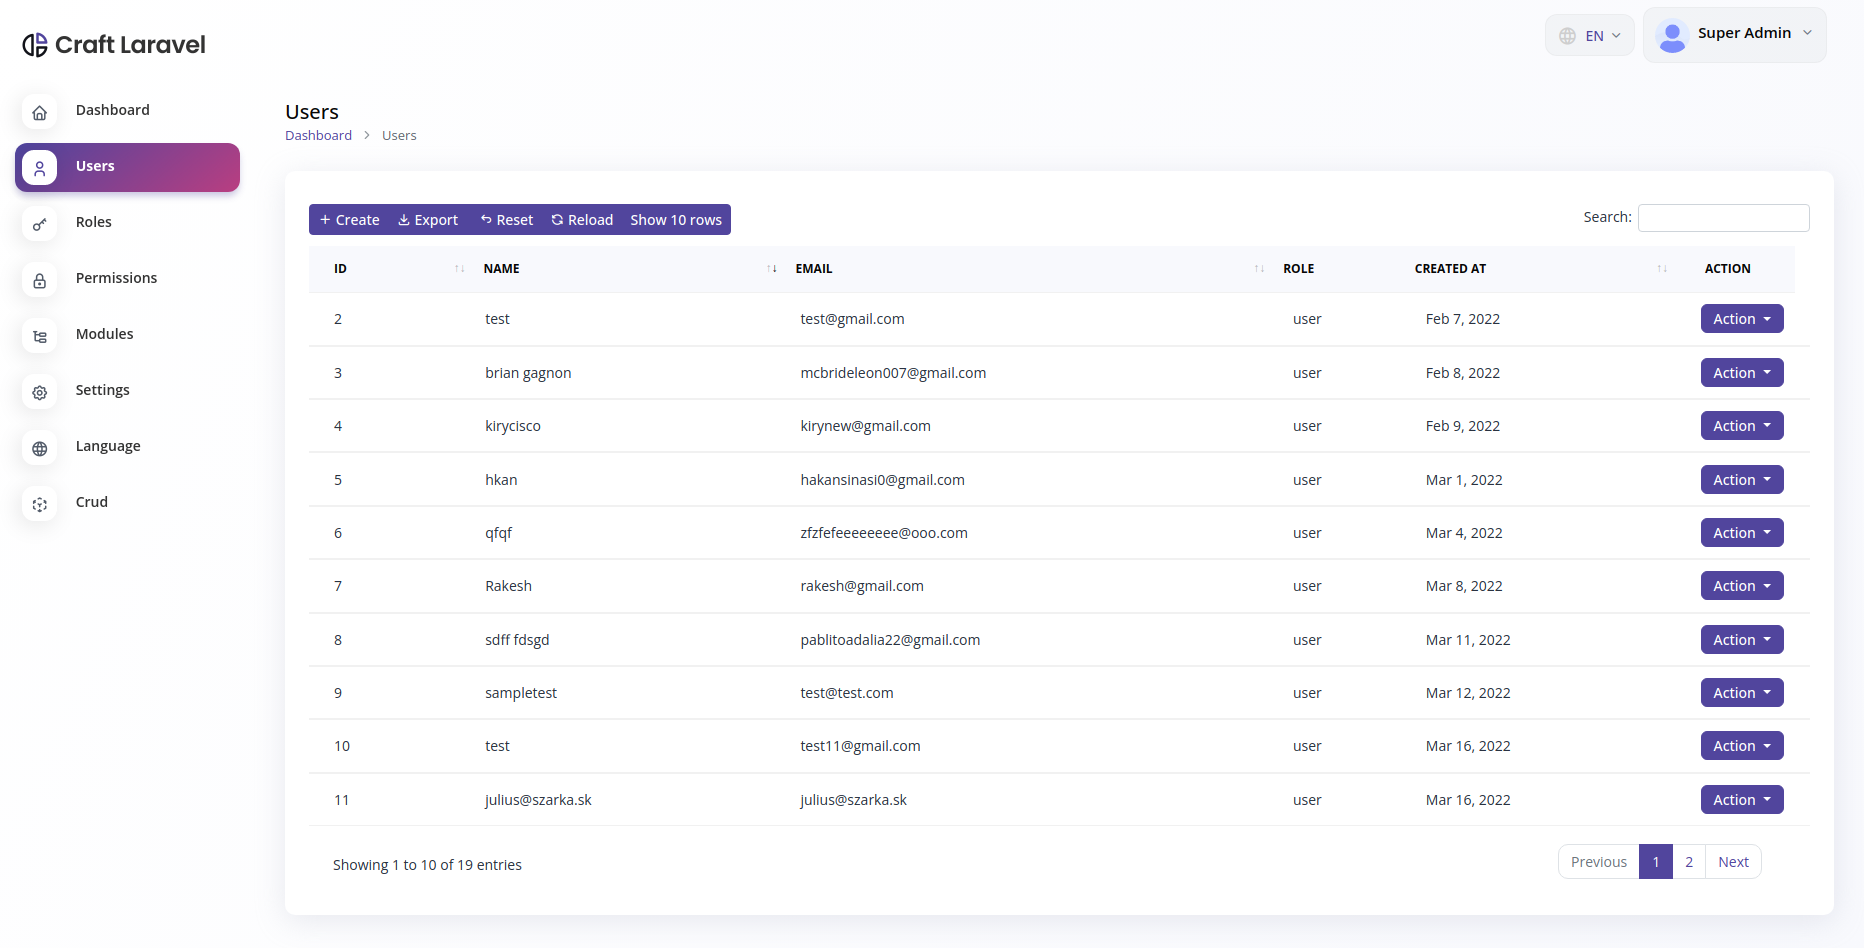 Craft Laravel
EN
Super Admin
Dashboard
Users
Roles
Permissions
Modules
Settings
Language
Crud
Users
Dashboard > Users
+ Create Export Reset Reload Show 10 rows
Search:
ID NAME EMAIL ROLE CREATED AT ACTION
2 test test@gmail.com user Feb 7, 2022 Action
3 brian gagnon mcbrideleon007@gmail.com user Feb 8, 2022 Action
4 kirycisco kirynew@gmail.com user Feb 9, 2022 Action
5 hkan hakansinasi0@gmail.com user Mar 1, 2022 Action
6 qfqf zfzfefeeeeeeee@ooo.com user Mar 4, 2022 Action
7 Rakesh rakesh@gmail.com user Mar 8, 2022 Action
8 sdff fdsgd pablitoadalia22@gmail.com user Mar 11, 2022 Action
9 sampletest test@test.com user Mar 12, 2022 Action
10 test test11@gmail.com user Mar 16, 2022 Action
11 julius@szarka.sk julius@szarka.sk user Mar 16, 2022 Action
Showing 1 to 10 of 19 entries
Previous 1 2 Next